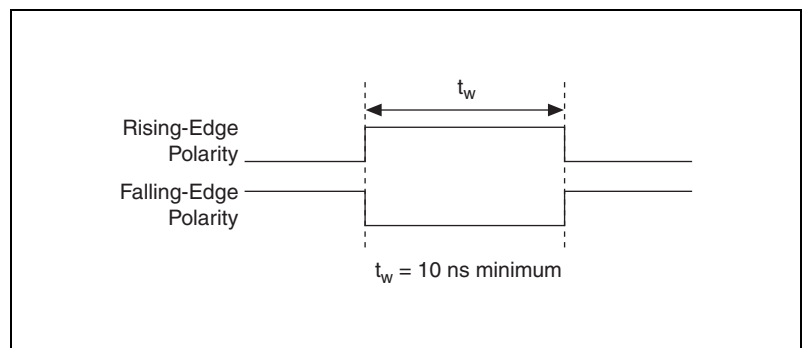 t_w
Rising-Edge
Polarity
Falling-Edge
Polarity
t_w = 10 ns minimum